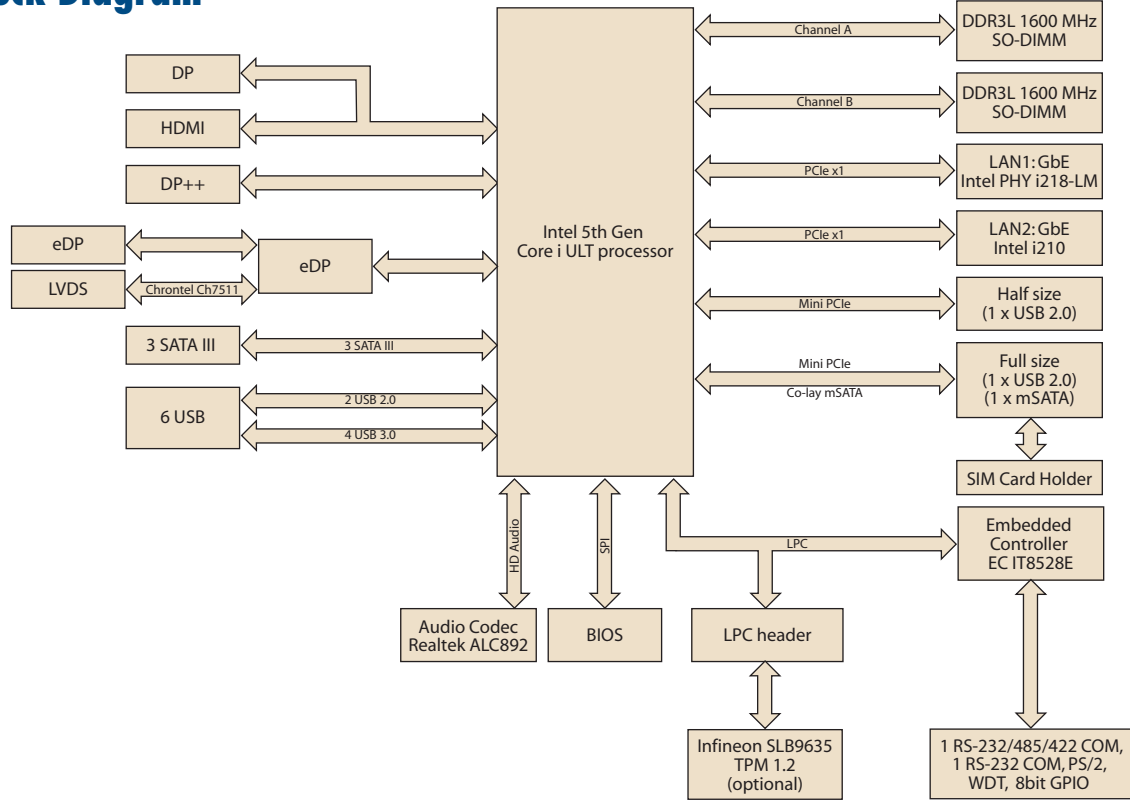 Diagram
DP
HDMI
DP++
eDP
LVDS
Chrontel Ch7511
eDP
3 SATA III
3 SATA III
6 USB
2 USB 2.0
4 USB 3.0
Intel 5th Gen
Core i ULT processor
Channel A
DDR3L 1600 MHz
SO-DIMM
Channel B
DDR3L 1600 MHz
SO-DIMM
PCIe x1
LAN1: GbE
Intel PHY i218-LM
PCIe x1
LAN2: GbE
Intel i210
Mini PCIe
Half size
(1 x USB 2.0)
Mini PCIe
Co-lay mSATA
Full size
(1 x USB 2.0)
(1 x mSATA)
SIM Card Holder
HD Audio
SPI
LPC
Embedded
Controller
EC IT8528E
Audio Codec
Realtek ALC892
BIOS
LPC header
Infineon SLB9635
TPM 1.2
(optional)
1 RS-232/485/422 COM,
1 RS-232 COM, PS/2,
WDT, 8bit GPIO